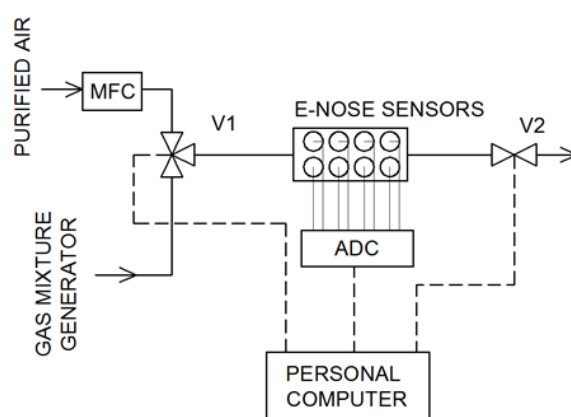 PURIFIED AIR
MFC
V1
E-NOSE SENSORS
V2
GAS MIXTURE
GENERATOR
ADC
PERSONAL
COMPUTER